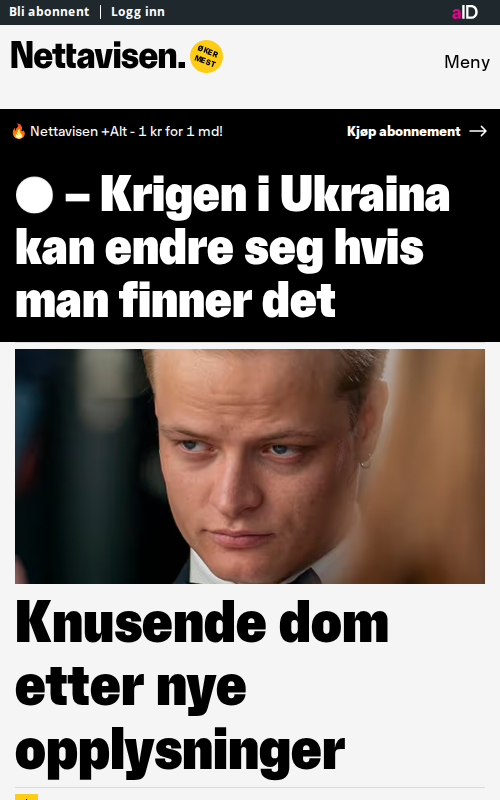 Bli abonnent | Logg inn
aID
Nettavisen.
ØKER
MEST
Meny
🔥 Nettavisen +Alt - 1 kr for 1 md!
Kjøp abonnement →
– Krigen i Ukraina
kan endre seg hvis
man finner det
Knusende dom
etter nye
opplysninger